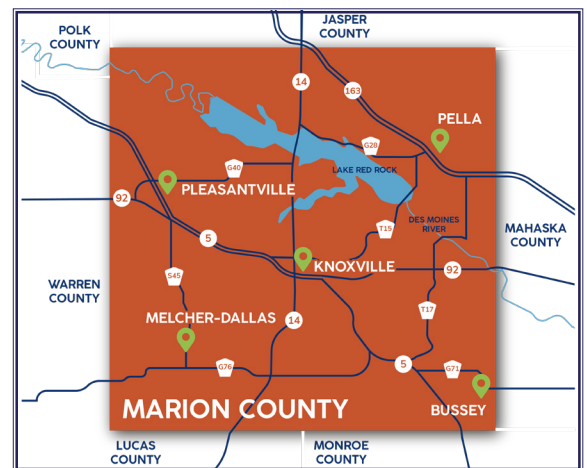 JASPER
COUNTY
POLK
COUNTY
14
163
PELLA
G28
G40
LAKE RED ROCK
PLEASANTVILLE
92
T15
DES MOINES
RIVER
MAHASKA
COUNTY
5
KNOXVILLE
92
S45
WARREN
COUNTY
T17
MELCHER-DALLAS
14
5
G76
G71
MARION COUNTY
BUSSEY
LUCAS
COUNTY
MONROE
COUNTY